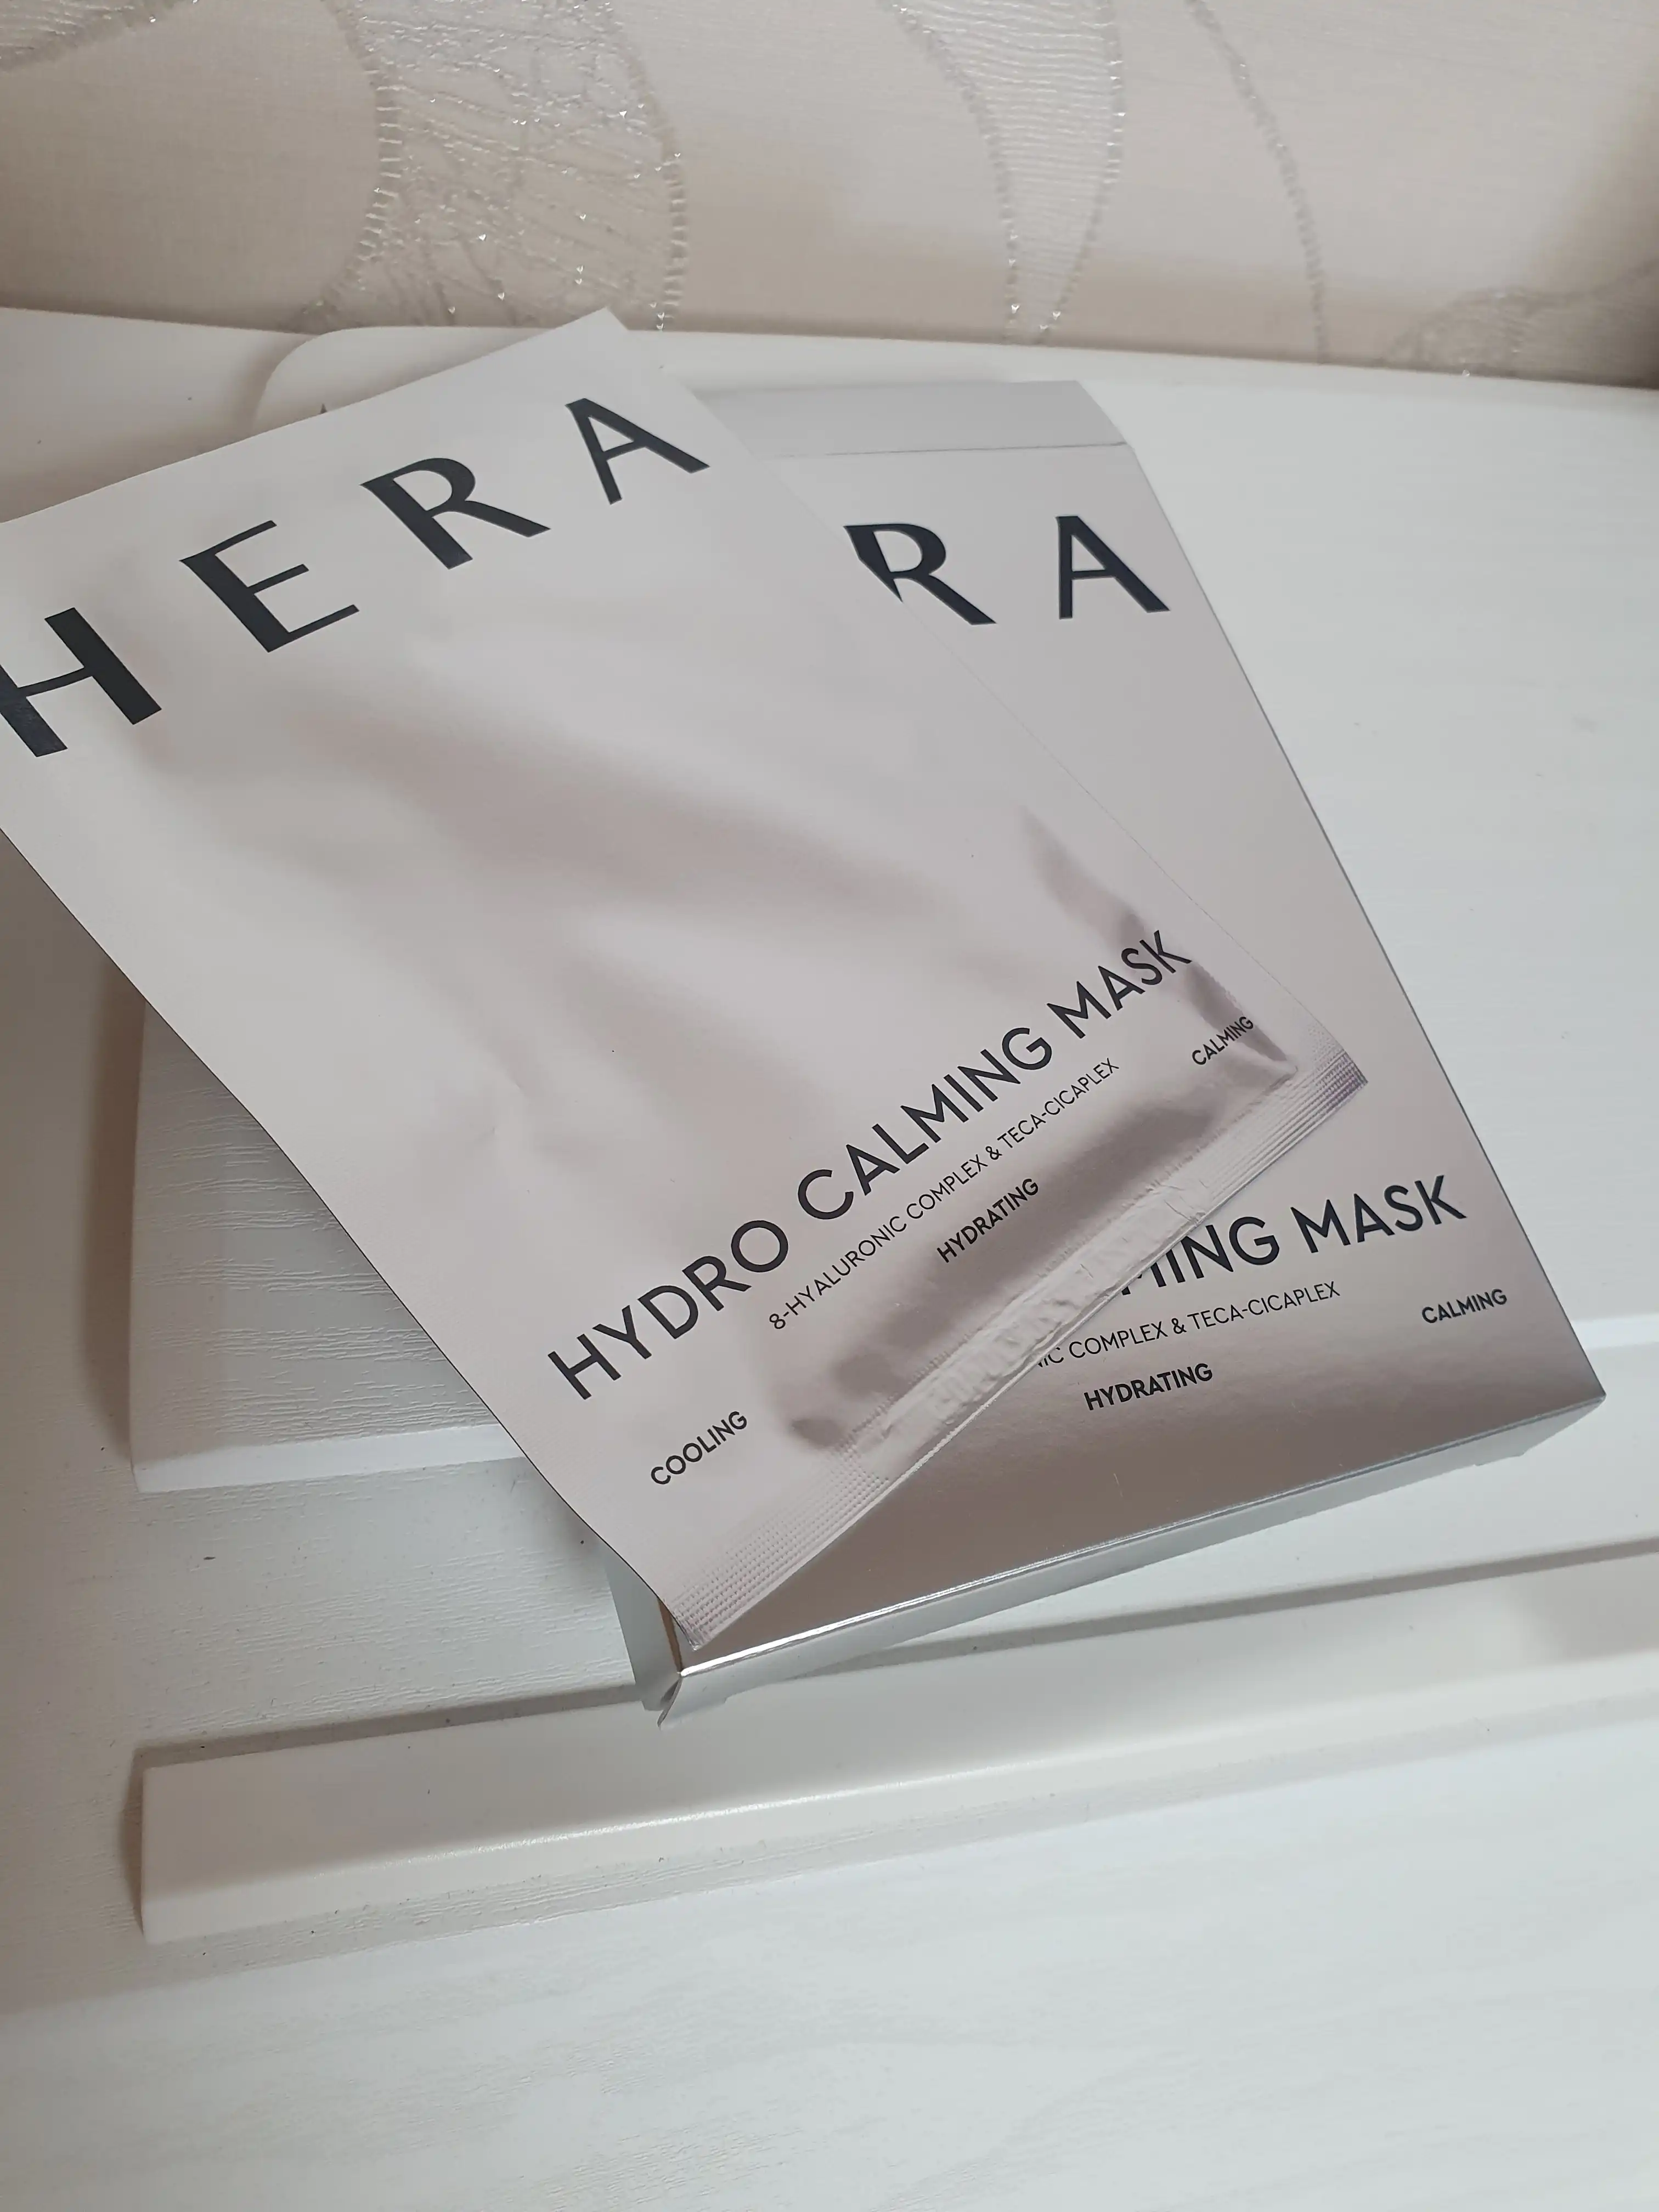 HERA
HYDRO CALMING MASK
8-HYALURONIC COMPLEX & TECA-CICAPLEX
COOLING
HYDRATING
CALMING
RA
MING MASK
NIC COMPLEX & TECA-CICAPLEX
HYDRATING
CALMING